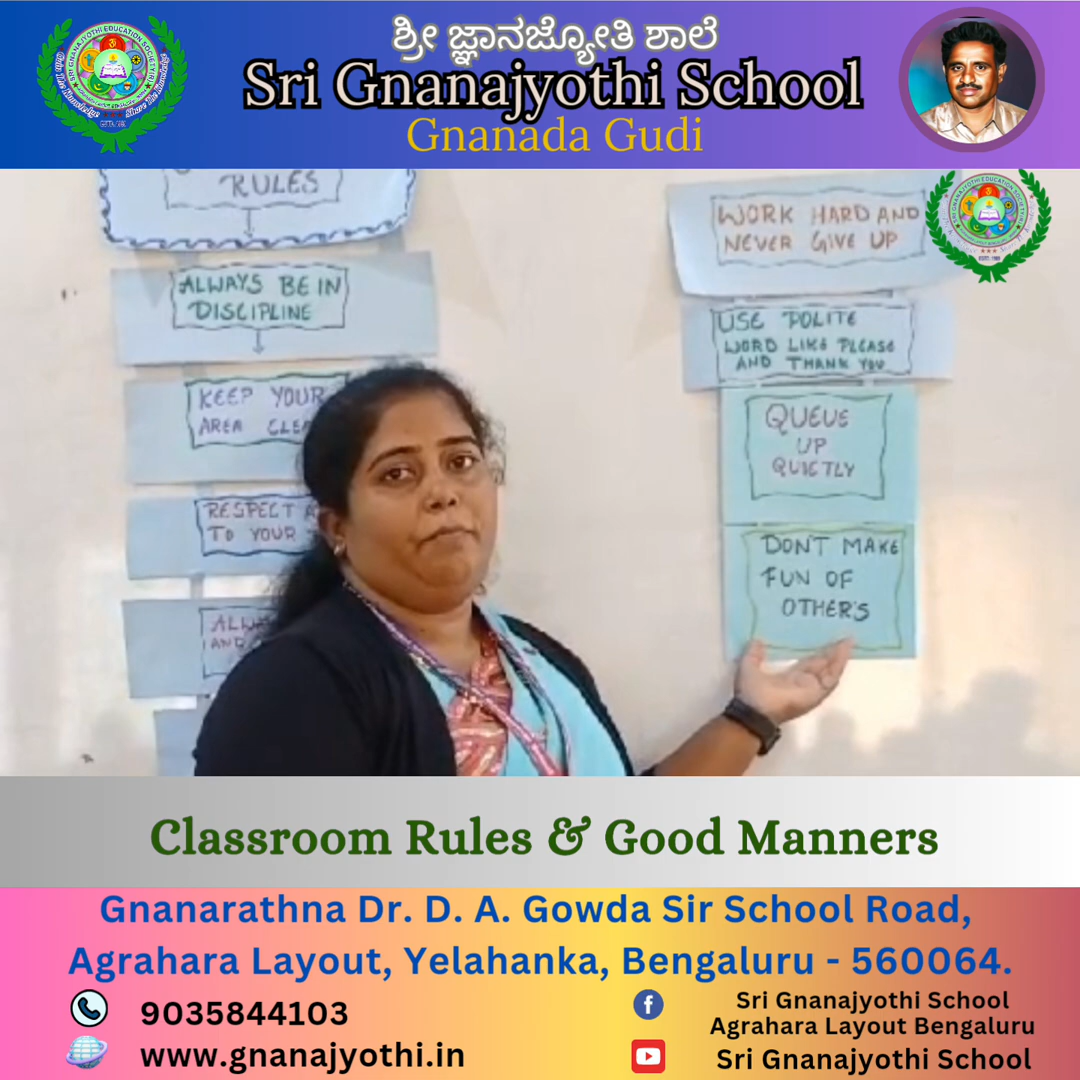 ಶ್ರೀ ಜ್ಞಾನಜ್ಯೋತಿ ಶಾಲೆ
Sri Gnanajyothi School
Gnanada Gudi
RULES
ALWAYS BE IN
DISCIPLINE
KEEP YOUR
AREA
RESPECT
TO YOUR
AND
WORK HARD AND
NEVER GIVE UP
USE POLITE
WORD LIKE PLEASE
AND THANK YOU
QUEUE
UP
QUIETLY
DON'T MAKE
FUN OF
OTHER'S
Classroom Rules & Good Manners
Gnanarathna Dr. D. A. Gowda Sir School Road,
Agrahara Layout, Yelahanka, Bengaluru - 560064.
9035844103
www.gnanajyothi.in
Sri Gnanajyothi School
Agrahara Layout Bengaluru
Sri Gnanajyothi School